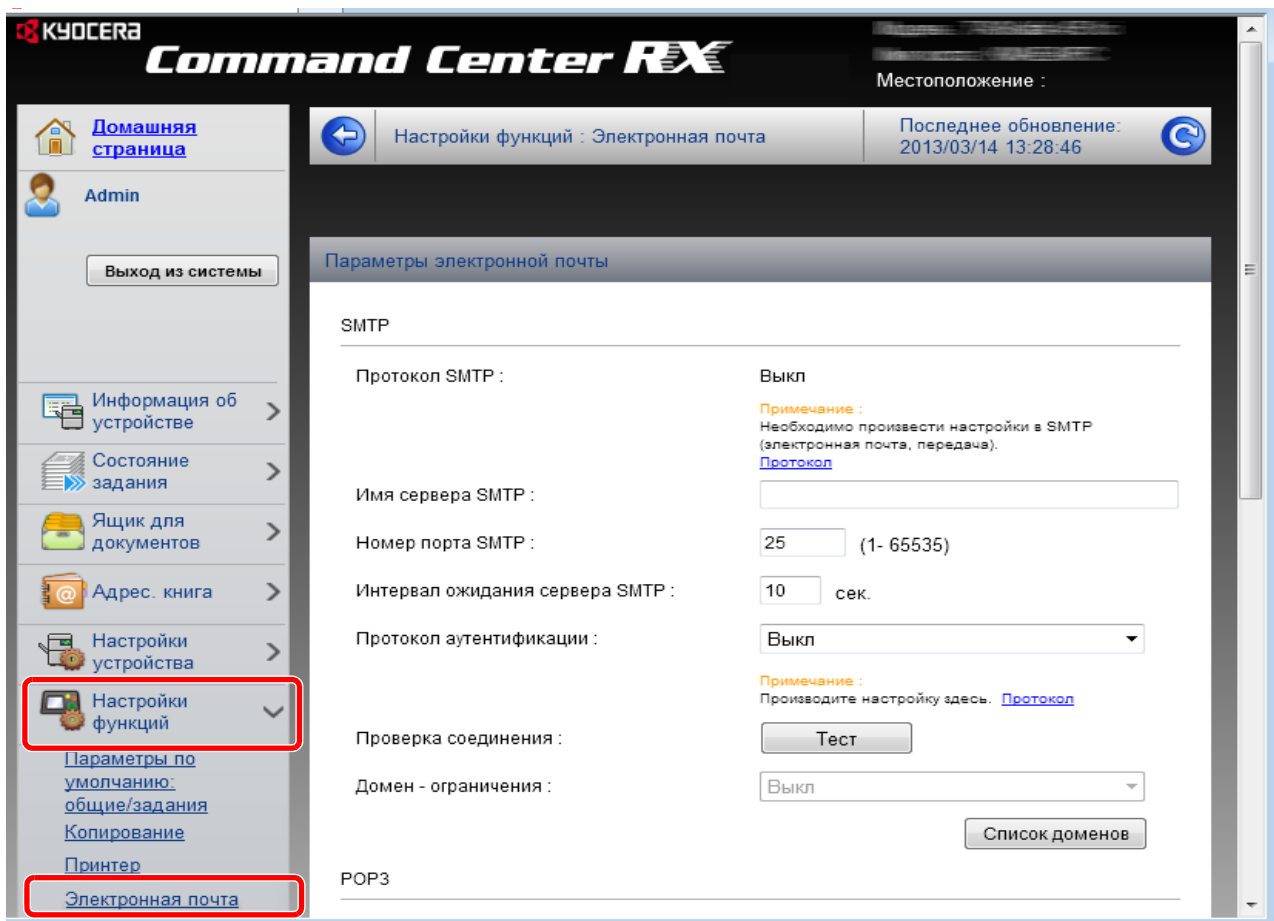 KYOCERA
Command Center RX
Местоположение :
Домашняя
страница
Admin
Выход из системы
Информация об
устройстве
Состояние
задания
Ящик для
документов
Адрес. книга
Настройки
устройства
Настройки
функций
Параметры по
умолчанию:
общие/задания
Копирование
Принтер
Электронная почта
Настройки функций : Электронная почта
Последнее обновление:
2013/03/14 13:28:46
Параметры электронной почты
SMTP
Протокол SMTP : Выкл
Примечание :
Необходимо произвести настройки в SMTP
(электронная почта, передача).
Протокол
Имя сервера SMTP :
Номер порта SMTP : 25 (1- 65535)
Интервал ожидания сервера SMTP : 10 сек.
Протокол аутентификации : Выкл
Примечание :
Производите настройку здесь. Протокол
Проверка соединения : Тест
Домен - ограничения : Выкл
Список доменов
POP3